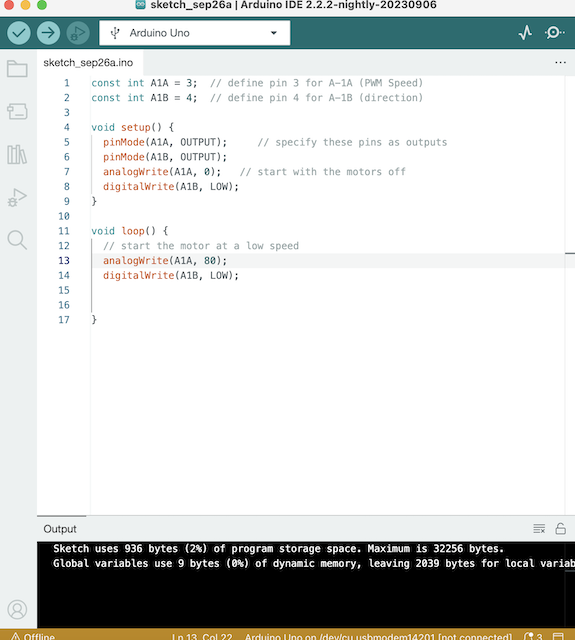 sketch_sep26a | Arduino IDE 2.2.2-nightly-20230906
Arduino Uno
sketch_sep26a.ino
1 const int A1A = 3;  // define pin 3 for A-1A (PWM Speed)
2 const int A1B = 4;  // define pin 4 for A-1B (direction)
3
4 void setup() {
5   pinMode(A1A, OUTPUT);     // specify these pins as outputs
6   pinMode(A1B, OUTPUT);
7   analogWrite(A1A, 0);   // start with the motors off
8   digitalWrite(A1B, LOW);
9 }
10
11 void loop() {
12   // start the motor at a low speed
13   analogWrite(A1A, 80);
14   digitalWrite(A1B, LOW);
15
16
17 }
Output
Sketch uses 936 bytes (2%) of program storage space. Maximum is 32256 bytes.
Global variables use 9 bytes (0%) of dynamic memory, leaving 2039 bytes for local variab
Offline Ln 13, Col 22 Arduino Uno on /dev/cu.usbmodem14201 [not connected] 3